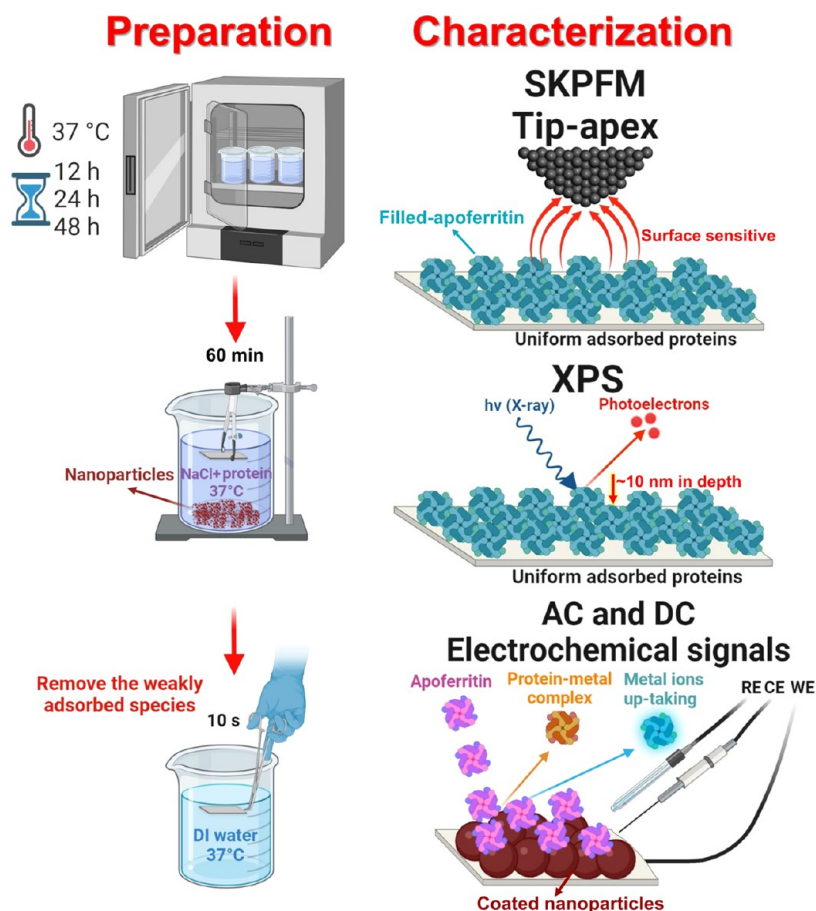 Preparation
37 °C
12 h
24 h
48 h
60 min
Nanoparticles
NaCl+protein
37°C
Remove the weakly
adsorbed species
10 s
DI water
37°C
Characterization
SKPFM
Tip-apex
Filled-apoferritin
Surface sensitive
Uniform adsorbed proteins
XPS
hv (X-ray)
Photoelectrons
~10 nm in depth
Uniform adsorbed proteins
AC and DC
Electrochemical signals
Apoferritin
Protein-metal
complex
Metal ions
up-taking
RE CE WE
Coated nanoparticles